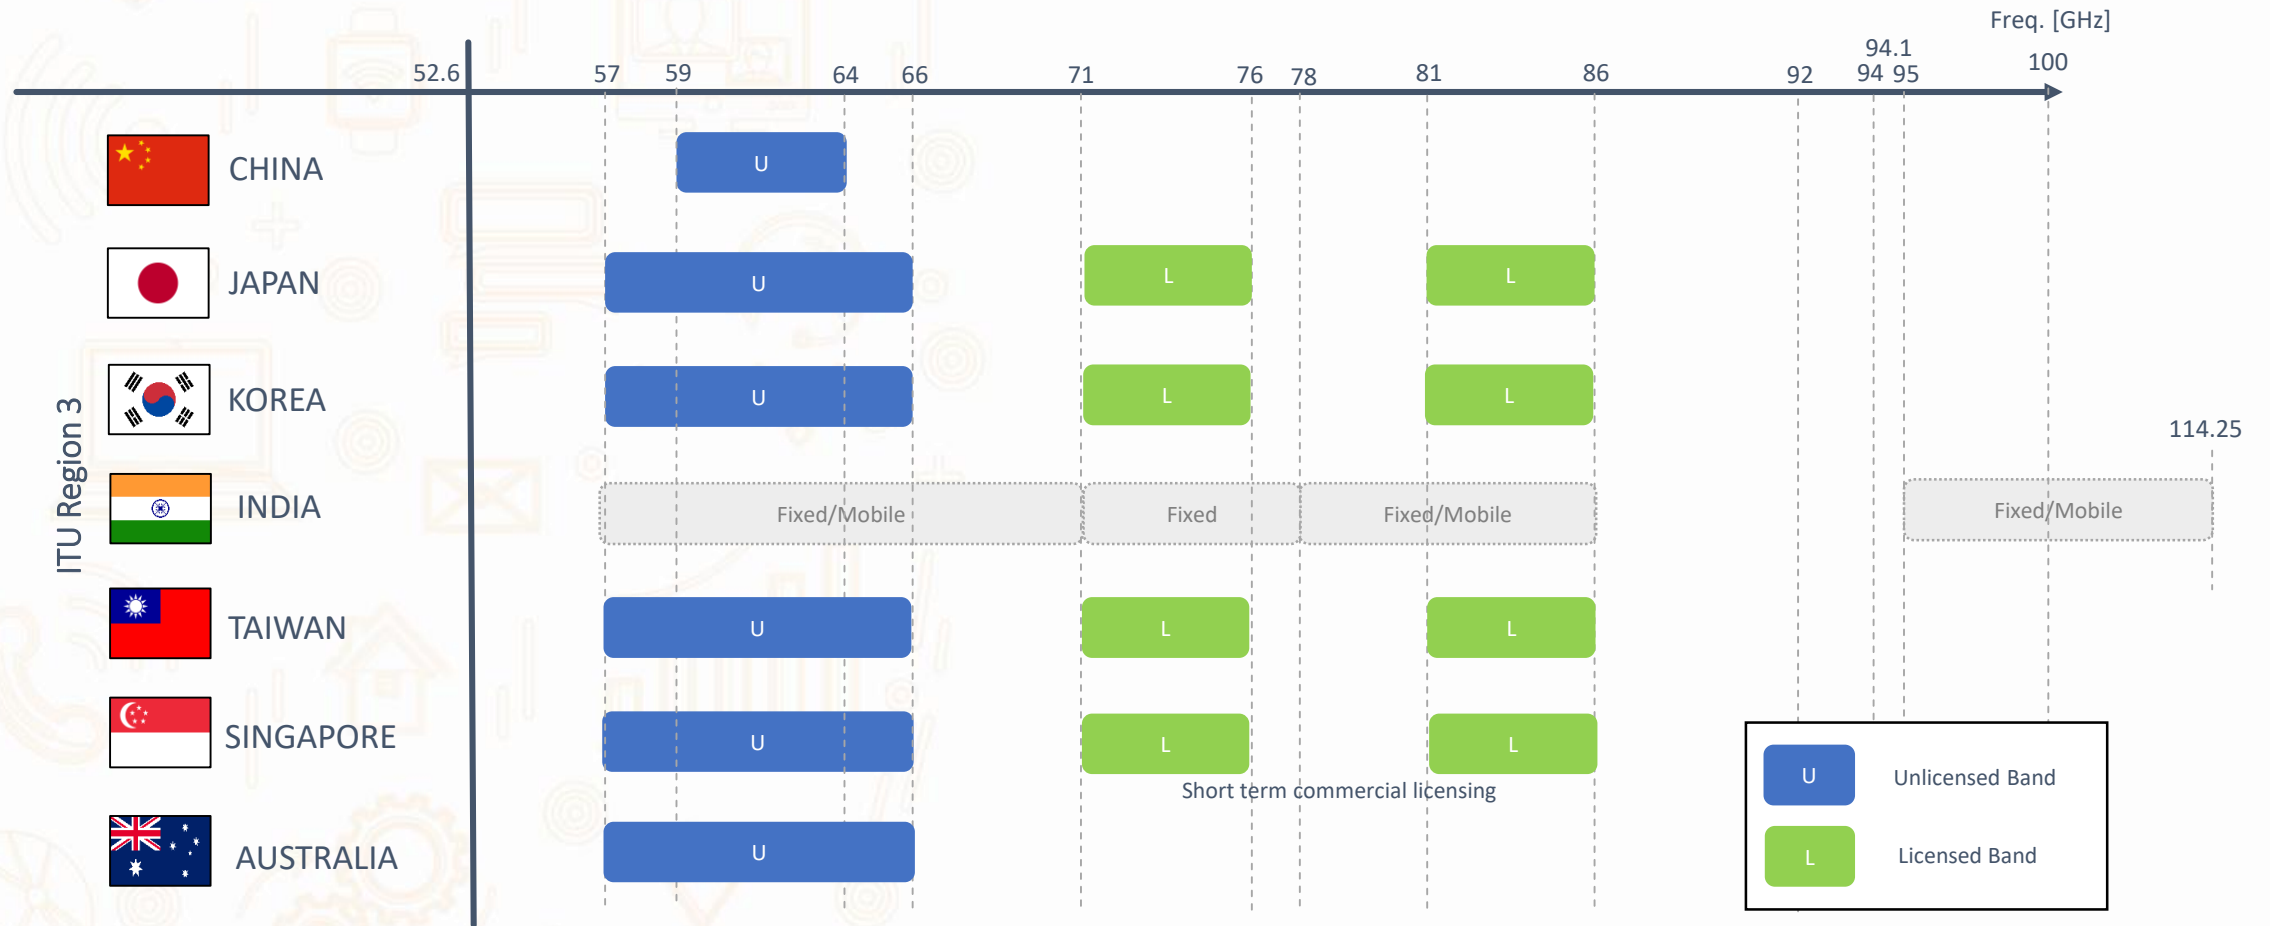 Freq. [GHz]
52.6 57 59 64 66 71 76 78 81 86 92 94 94.1 95 100
CHINA U
JAPAN U L L
KOREA U L L
114.25
ITU Region 3
INDIA Fixed/Mobile Fixed Fixed/Mobile Fixed/Mobile
TAIWAN U L L
SINGAPORE U L L
Short term commercial licensing
AUSTRALIA U
U Unlicensed Band
L Licensed Band